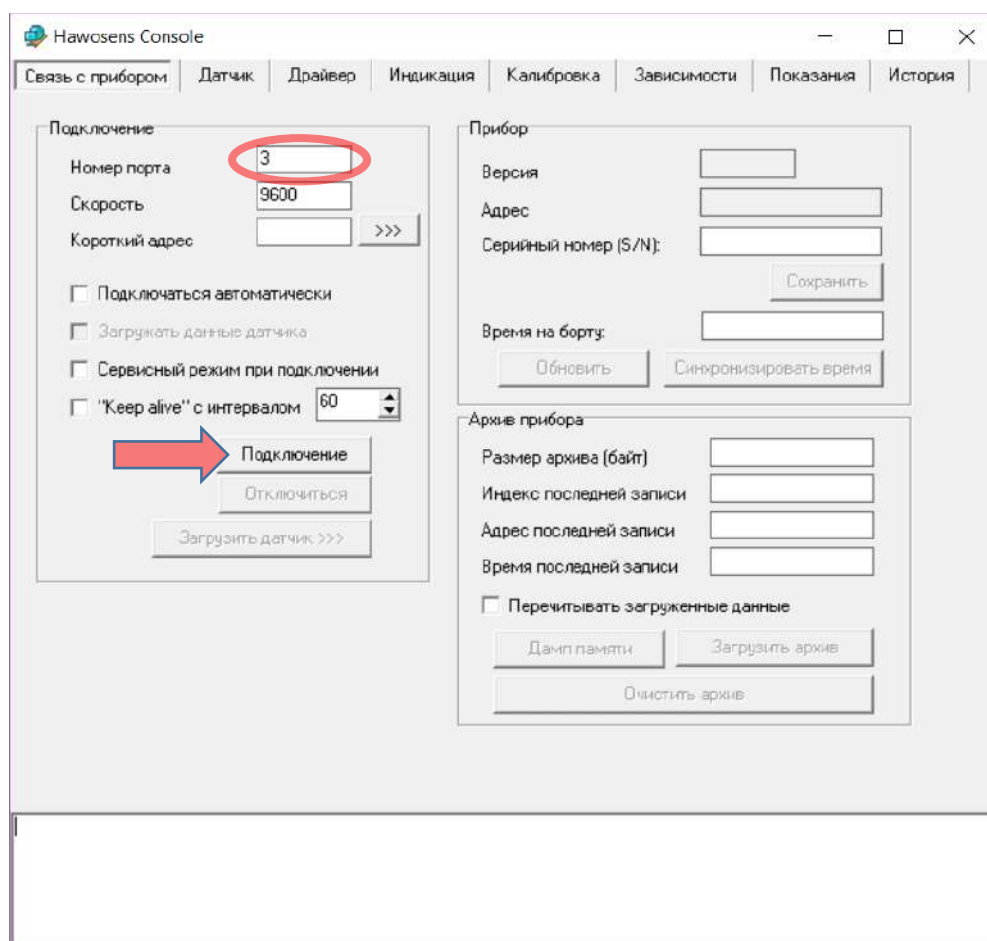 Hawosens Console
Связь с прибором Датчик Драйвер Индикация Калибровка Зависимости Показания История
Подключение
Номер порта 3
Скорость 9600
Короткий адрес >>>
Подключаться автоматически
Загружать данные датчика
Сервисный режим при подключении
"Keep alive" с интервалом 60
Подключение
Отключиться
Загрузить датчик >>>
Прибор
Версия
Адрес
Серийный номер (S/N):
Сохранить
Время на борту:
Обновить Синхронизировать время
Архив прибора
Размер архива (байт)
Индекс последней записи
Адрес последней записи
Время последней записи
Перечитывать загруженные данные
Дамп памяти Загрузить архив
Очистить архив